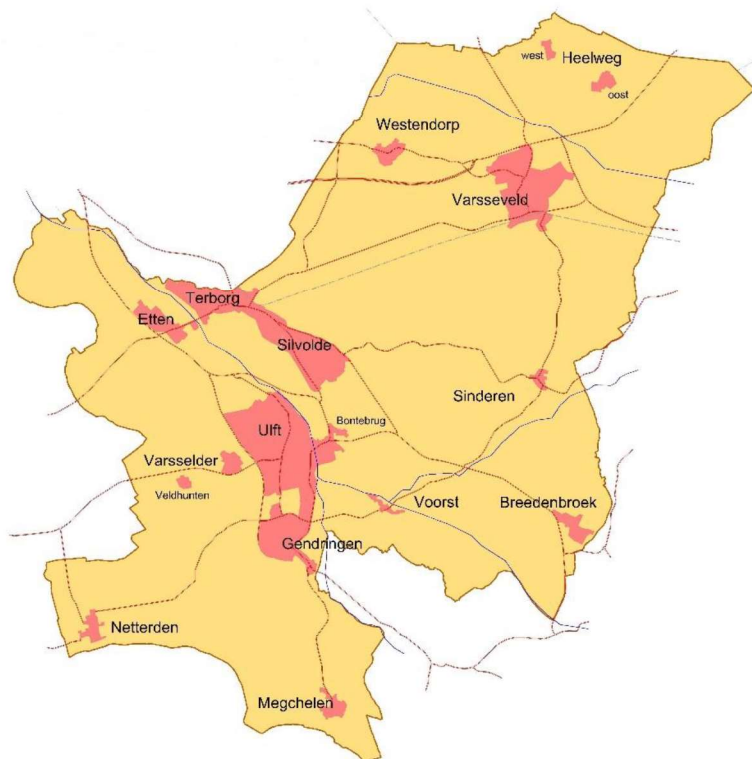 west
Heelweg
oost
Westendorp
Varsseveld
Terborg
Etten
Silvolde
Sinderen
Bontebrug
Ulft
Varsselder
Veldhunten
Voorst
Breedenbroek
Gendringen
Netterden
Megchelen